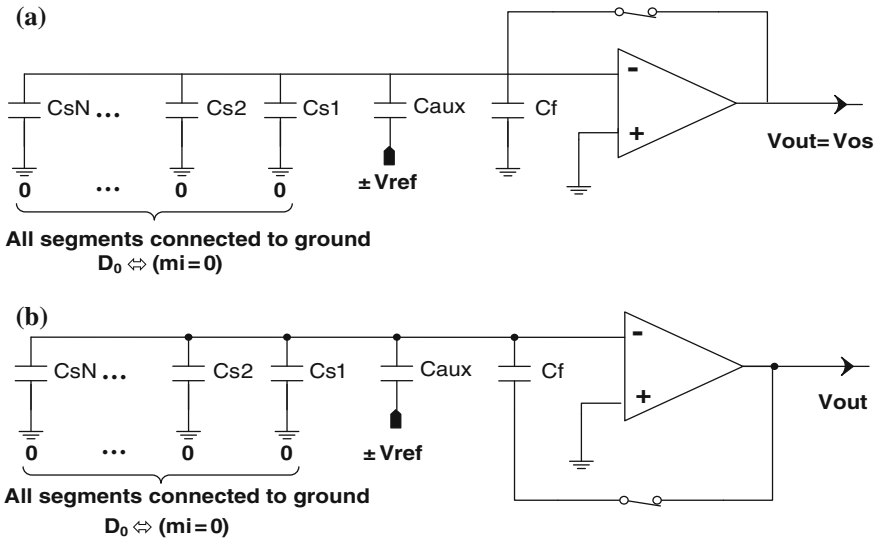 (a)
CsN ... Cs2 Cs1 Caux Cf
-
+
Vout= Vos
± Vref
0 ... 0 0
All segments connected to ground
D₀ ⇔ (mi = 0)
(b)
CsN ... Cs2 Cs1 Caux Cf
-
+
Vout
± Vref
0 ... 0 0
All segments connected to ground
D₀ ⇔ (mi = 0)